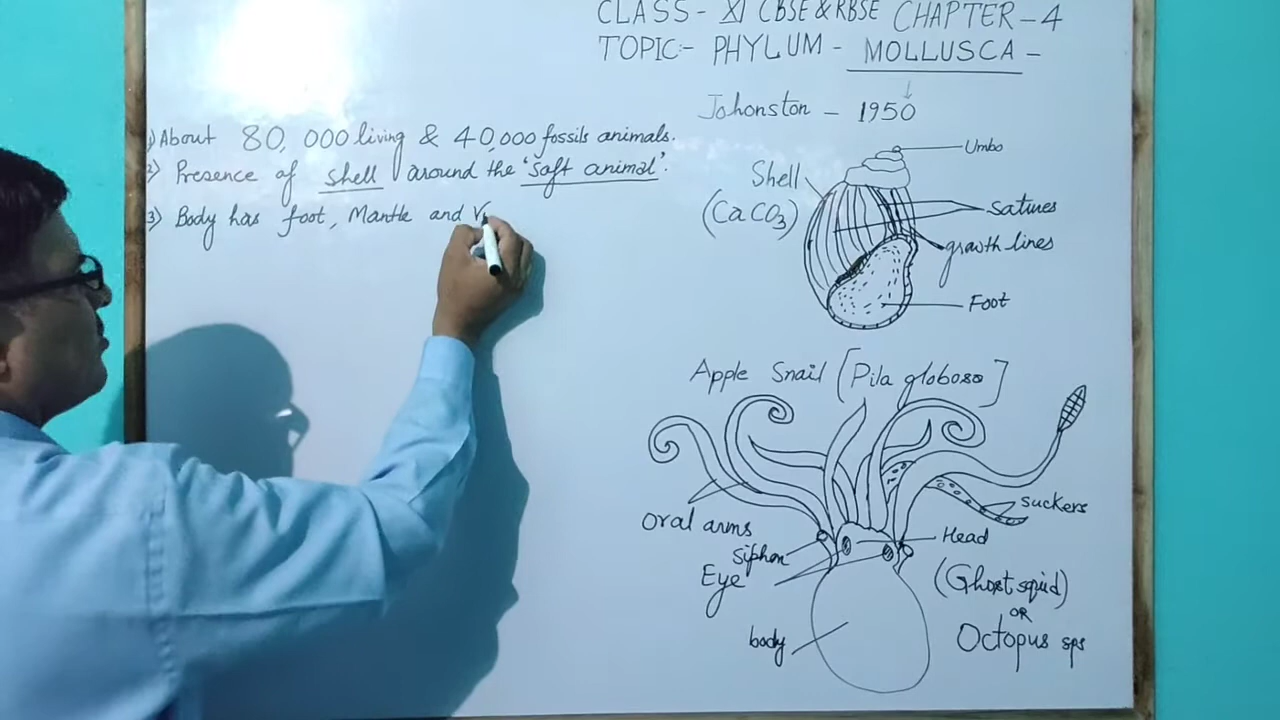 CLASS - XI CBSE & RBSE CHAPTER - 4
TOPIC:- PHYLUM - MOLLUSCA -
Johonston - 1950
1) About 80,000 living & 40,000 fossils animals.
2) Presence of shell around the 'soft animal'.
3) Body has foot, Mantle and V
Umbo
Shell
(CaCO3)
Satures
growth lines
Foot
Apple Snail [Pila globosa]
suckers
Oral arms
Siphon
Head
Eye
(Ghost squid)
OR
Octopus sps
body